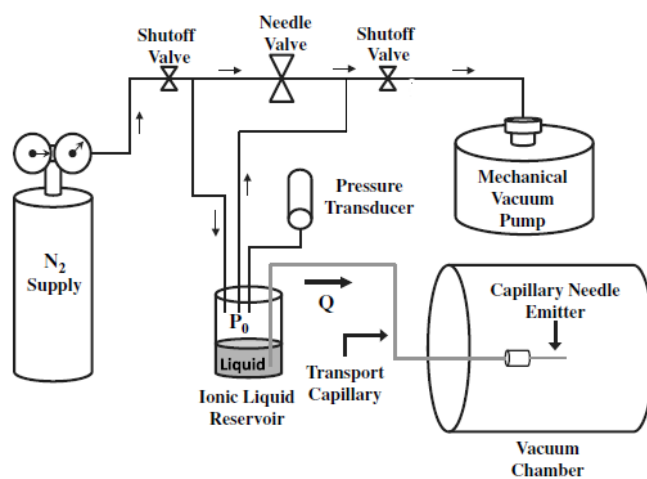 Shutoff
Valve
Needle
Valve
Shutoff
Valve
Mechanical
Vacuum
Pump
Pressure
Transducer
N2
Supply
P0
Liquid
Ionic Liquid
Reservoir
Q
Transport
Capillary
Capillary Needle
Emitter
Vacuum
Chamber